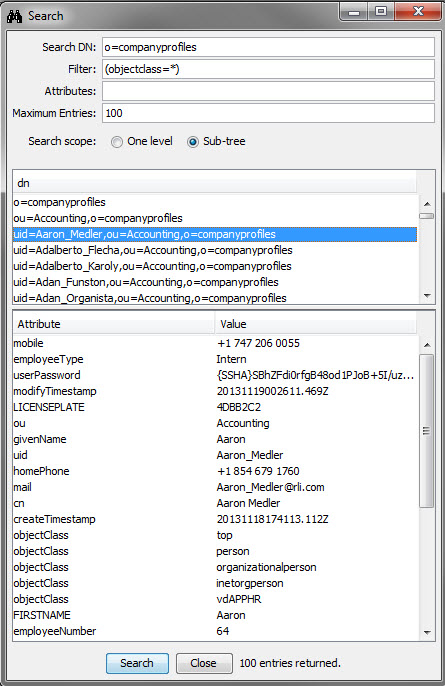 Search
Search DN: o=companyprofiles
Filter: (objectclass=*)
Attributes:
Maximum Entries: 100
Search scope: One level Sub-tree
dn
o=companyprofiles
ou=Accounting,o=companyprofiles
uid=Aaron_Medler,ou=Accounting,o=companyprofiles
uid=Adalberto_Flecha,ou=Accounting,o=companyprofiles
uid=Adalberto_Karoly,ou=Accounting,o=companyprofiles
uid=Adan_Funston,ou=Accounting,o=companyprofiles
uid=Adan_Organista,ou=Accounting,o=companyprofiles
Attribute Value
mobile +1 747 206 0055
employeeType Intern
userPassword {SSHA}SBhZFdi0rfgB48od1PJoB+5I/uz...
modifyTimestamp 20131119002611.469Z
LICENSEPLATE 4DBB2C2
ou Accounting
givenName Aaron
uid Aaron_Medler
homePhone +1 854 679 1760
mail Aaron_Medler@rli.com
cn Aaron Medler
createTimestamp 20131118174113.112Z
objectClass top
objectClass person
objectClass organizationalperson
objectClass inetorgperson
objectClass vdAPPHR
FIRSTNAME Aaron
employeeNumber 64
Search Close 100 entries returned.